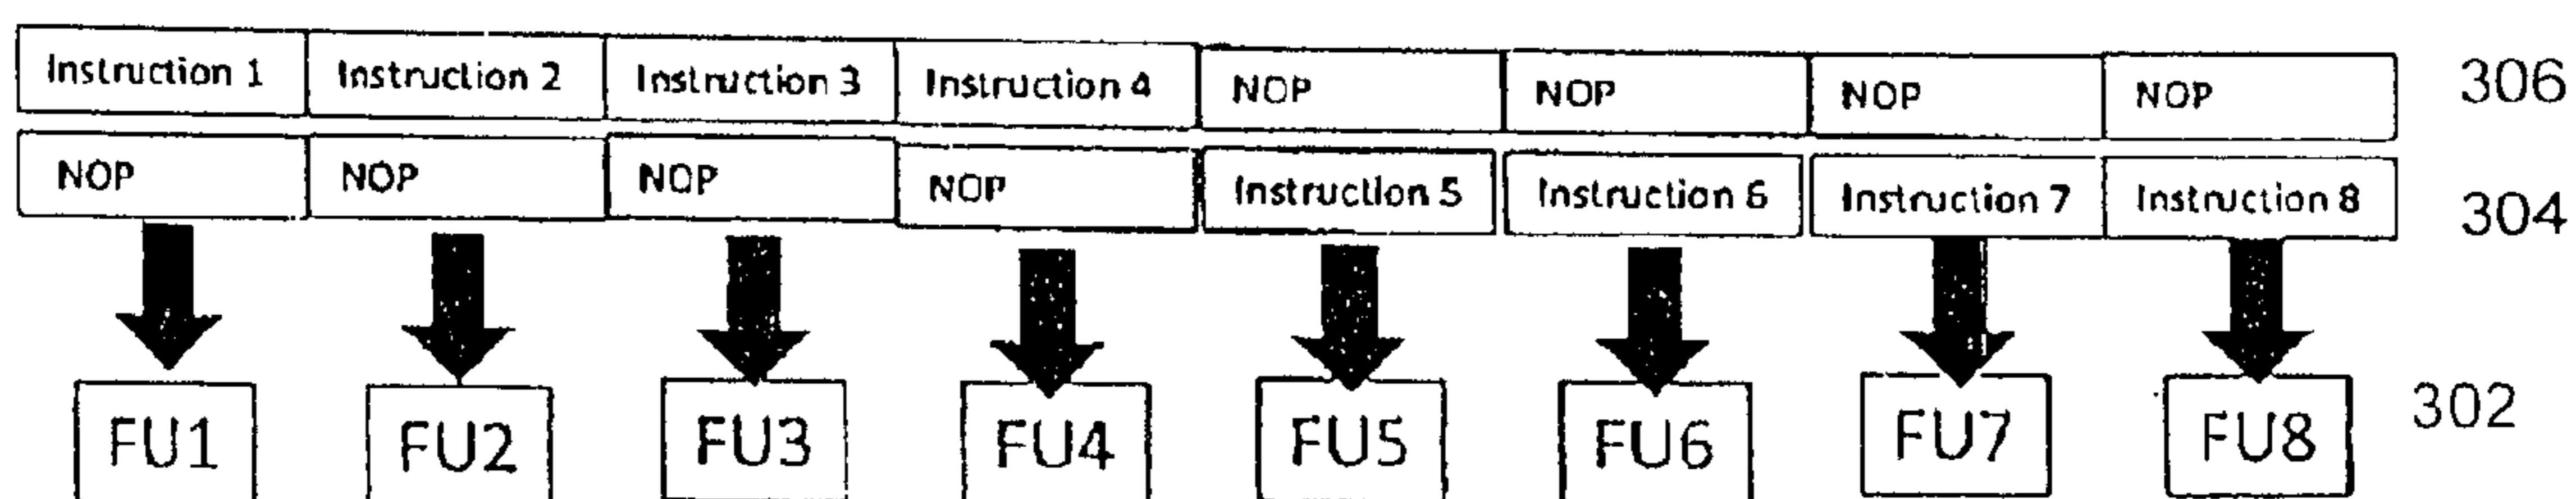 Instruction 1 Instruction 2 Instruction 3 Instruction 4 NOP NOP NOP NOP 306
NOP NOP NOP NOP Instruction 5 Instruction 6 Instruction 7 Instruction 8 304
FU1 FU2 FU3 FU4 FU5 FU6 FU7 FU8 302